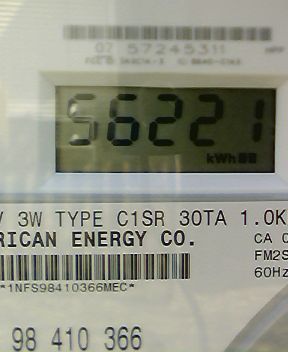 07 57245311
56221
kWh
V 3W TYPE C1SR 30TA 1.0K
RICAN ENERGY CO.
CA 0
FM2S
60Hz
*1NFS98410366MEC*
98 410 366